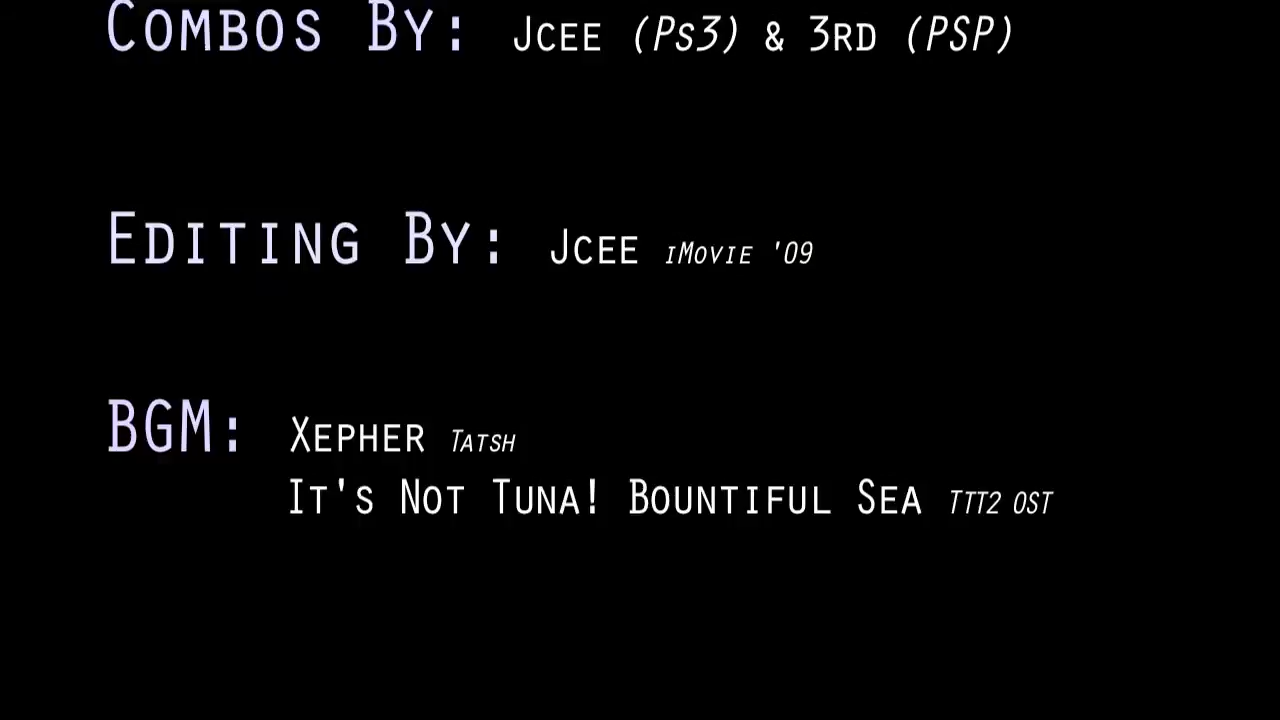 Combos By: Jcee (Ps3) & 3rd (PSP)
Editing By: Jcee iMovie '09
BGM: Xepher Tatsh
It's Not Tuna! Bountiful Sea TTT2 OST